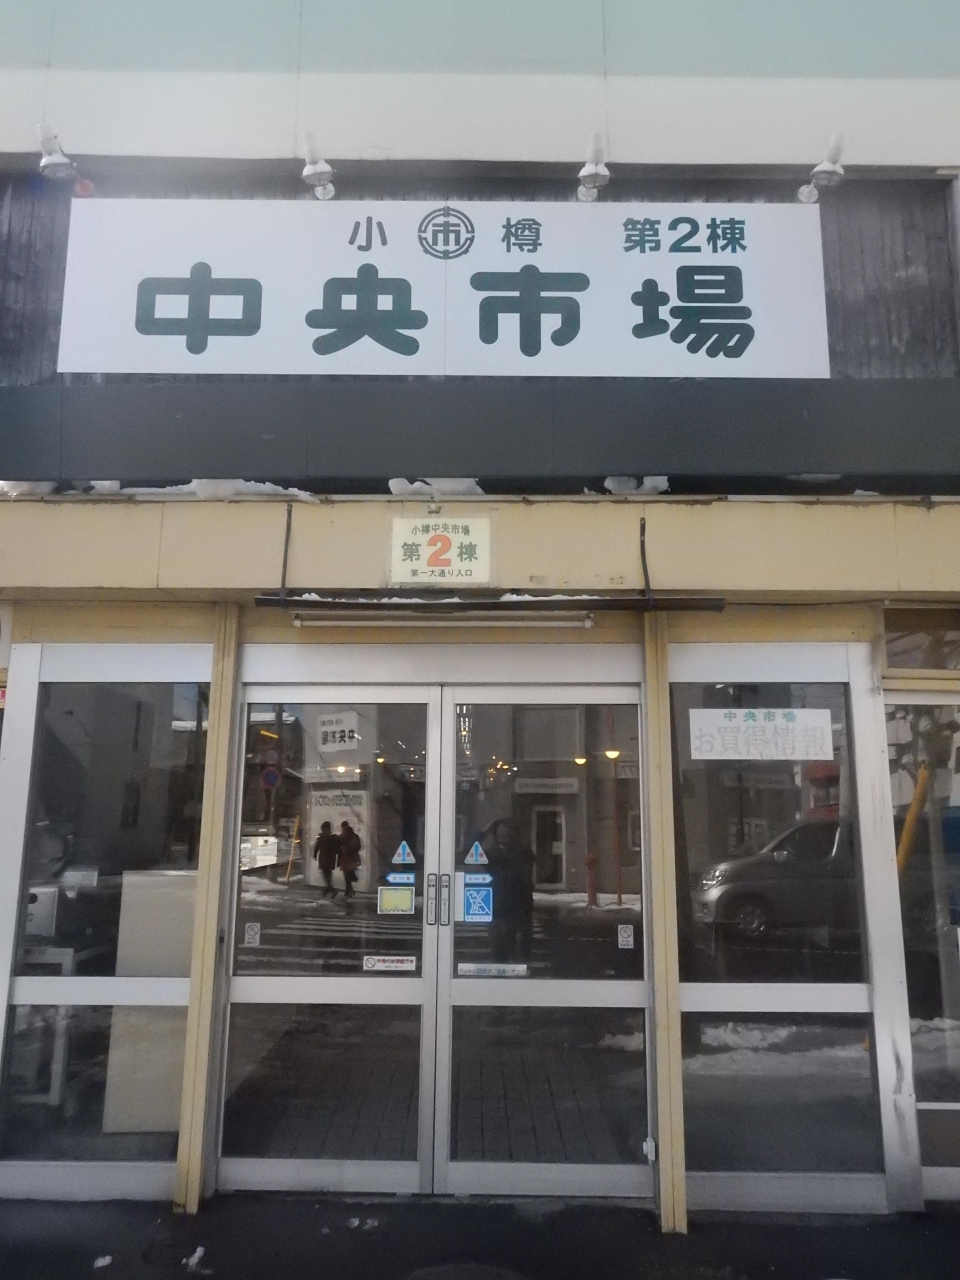 小 市 樽 第2棟
中央市場
小樽中央市場
第2棟
第一大通り入口
中央市場
お買得情報